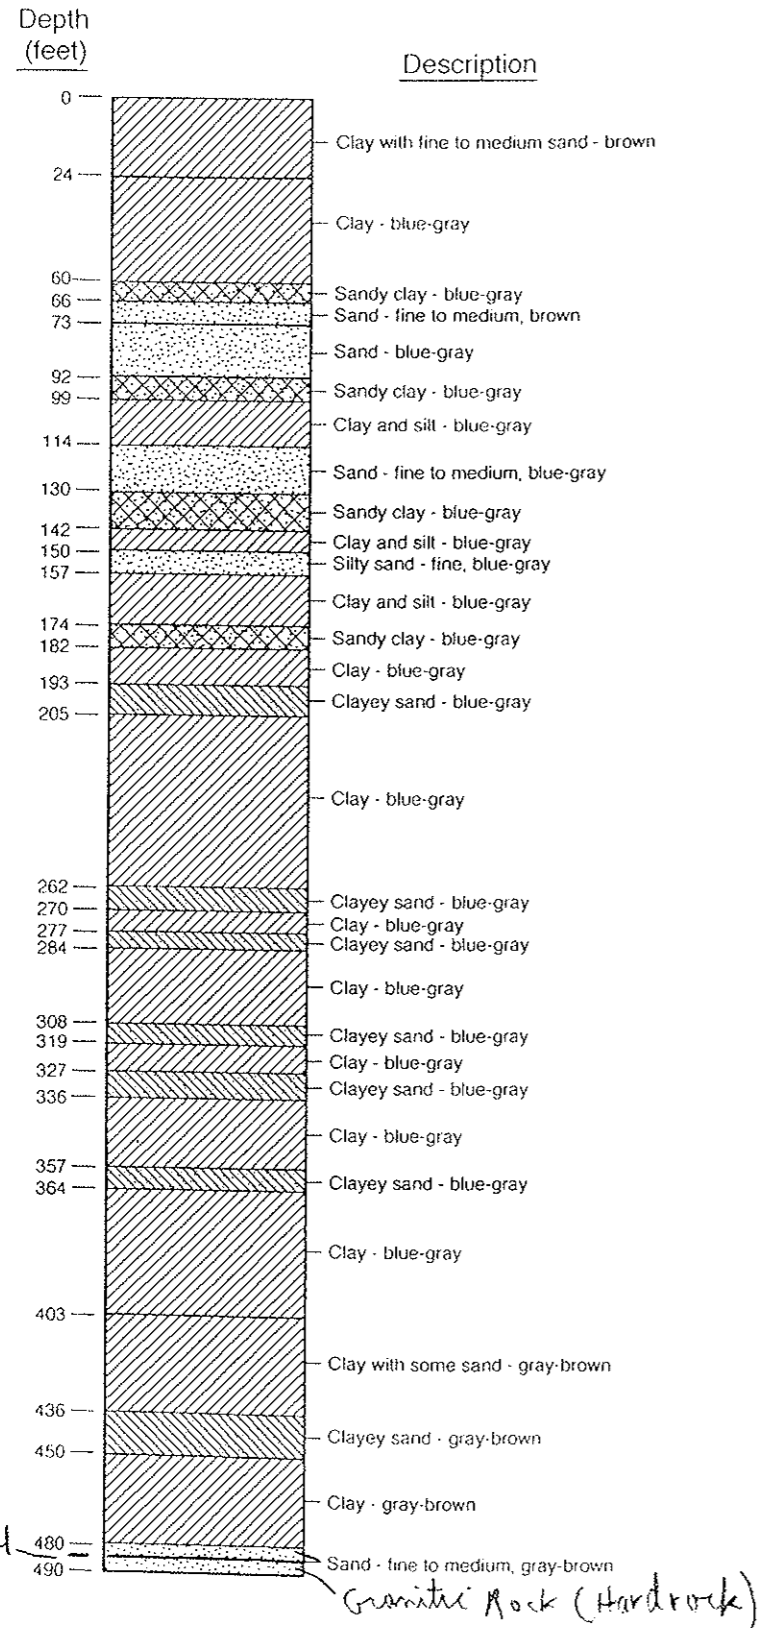 Depth
(feet)
Description
0
Clay with fine to medium sand - brown
24
Clay - blue-gray
60
Sandy clay - blue-gray
66
Sand - fine to medium, brown
73
Sand - blue-gray
92
Sandy clay - blue-gray
99
Clay and silt - blue-gray
114
Sand - fine to medium, blue-gray
130
Sandy clay - blue-gray
142
Clay and silt - blue-gray
150
Silty sand - fine, blue-gray
157
Clay and silt - blue-gray
174
Sandy clay - blue-gray
182
Clay - blue-gray
193
Clayey sand - blue-gray
205
Clay - blue-gray
262
Clayey sand - blue-gray
270
Clay - blue-gray
277
Clayey sand - blue-gray
284
Clay - blue-gray
308
Clayey sand - blue-gray
319
Clay - blue-gray
327
Clayey sand - blue-gray
336
Clay - blue-gray
357
Clayey sand - blue-gray
364
Clay - blue-gray
403
Clay with some sand - gray-brown
436
Clayey sand - gray-brown
450
Clay - gray-brown
480
Sand - fine to medium, gray-brown
490
Granitic Rock (Hardrock)